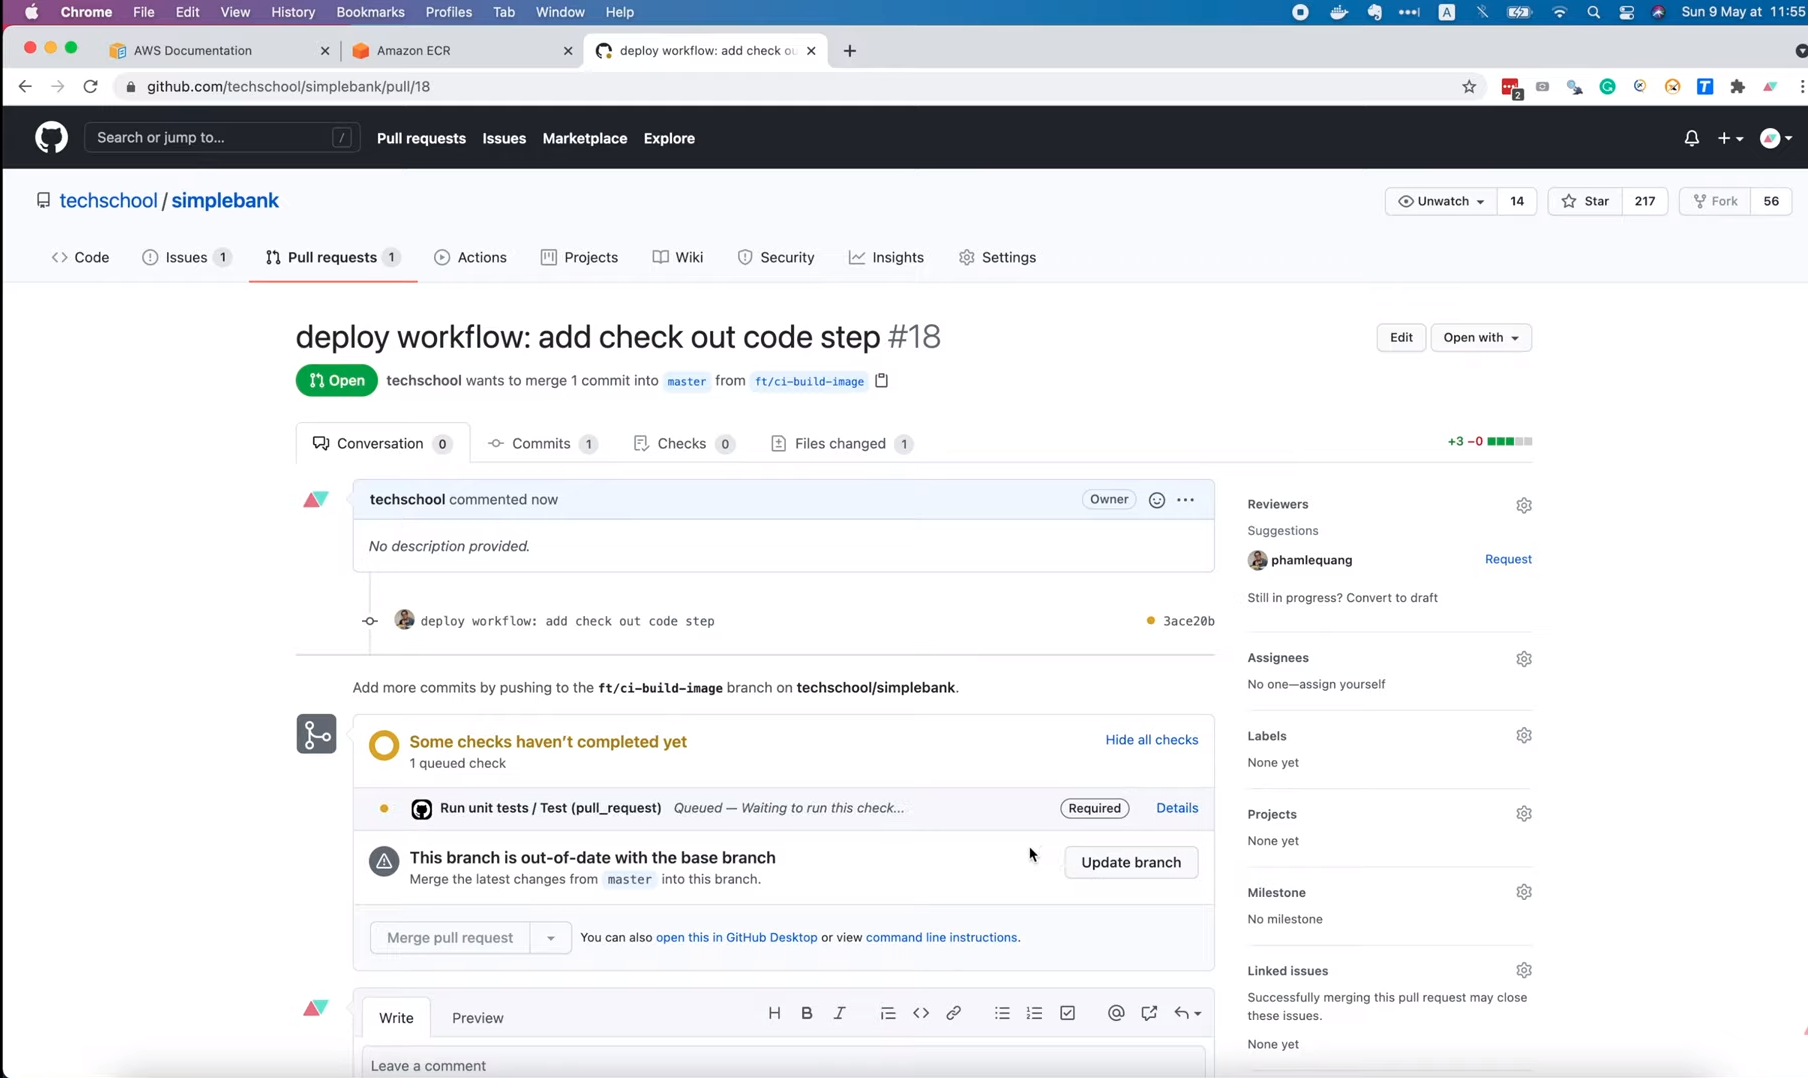 Chrome File Edit View History Bookmarks Profiles Tab Window Help A Sun 9 May at 11:55
AWS Documentation Amazon ECR deploy workflow: add check ou
github.com/techschool/simplebank/pull/18 2 T
Search or jump to... / Pull requests Issues Marketplace Explore
techschool / simplebank Unwatch 14 Star 217 Fork 56
Code Issues 1 Pull requests 1 Actions Projects Wiki Security Insights Settings
deploy workflow: add check out code step #18 Edit Open with
Open techschool wants to merge 1 commit into master from ft/ci-build-image
Conversation 0 Commits 1 Checks 0 Files changed 1 +3 −0
techschool commented now Owner
No description provided.
deploy workflow: add check out code step 3ace20b
Add more commits by pushing to the ft/ci-build-image branch on techschool/simplebank.
Some checks haven't completed yet Hide all checks
1 queued check
Run unit tests / Test (pull_request) Queued — Waiting to run this check... Required Details
This branch is out-of-date with the base branch
Merge the latest changes from master into this branch.
Update branch
Merge pull request You can also open this in GitHub Desktop or view command line instructions.
Write Preview H B I
Leave a comment
Reviewers
Suggestions
phamlequang Request
Still in progress? Convert to draft
Assignees
No one—assign yourself
Labels
None yet
Projects
None yet
Milestone
No milestone
Linked issues
Successfully merging this pull request may close
these issues.
None yet